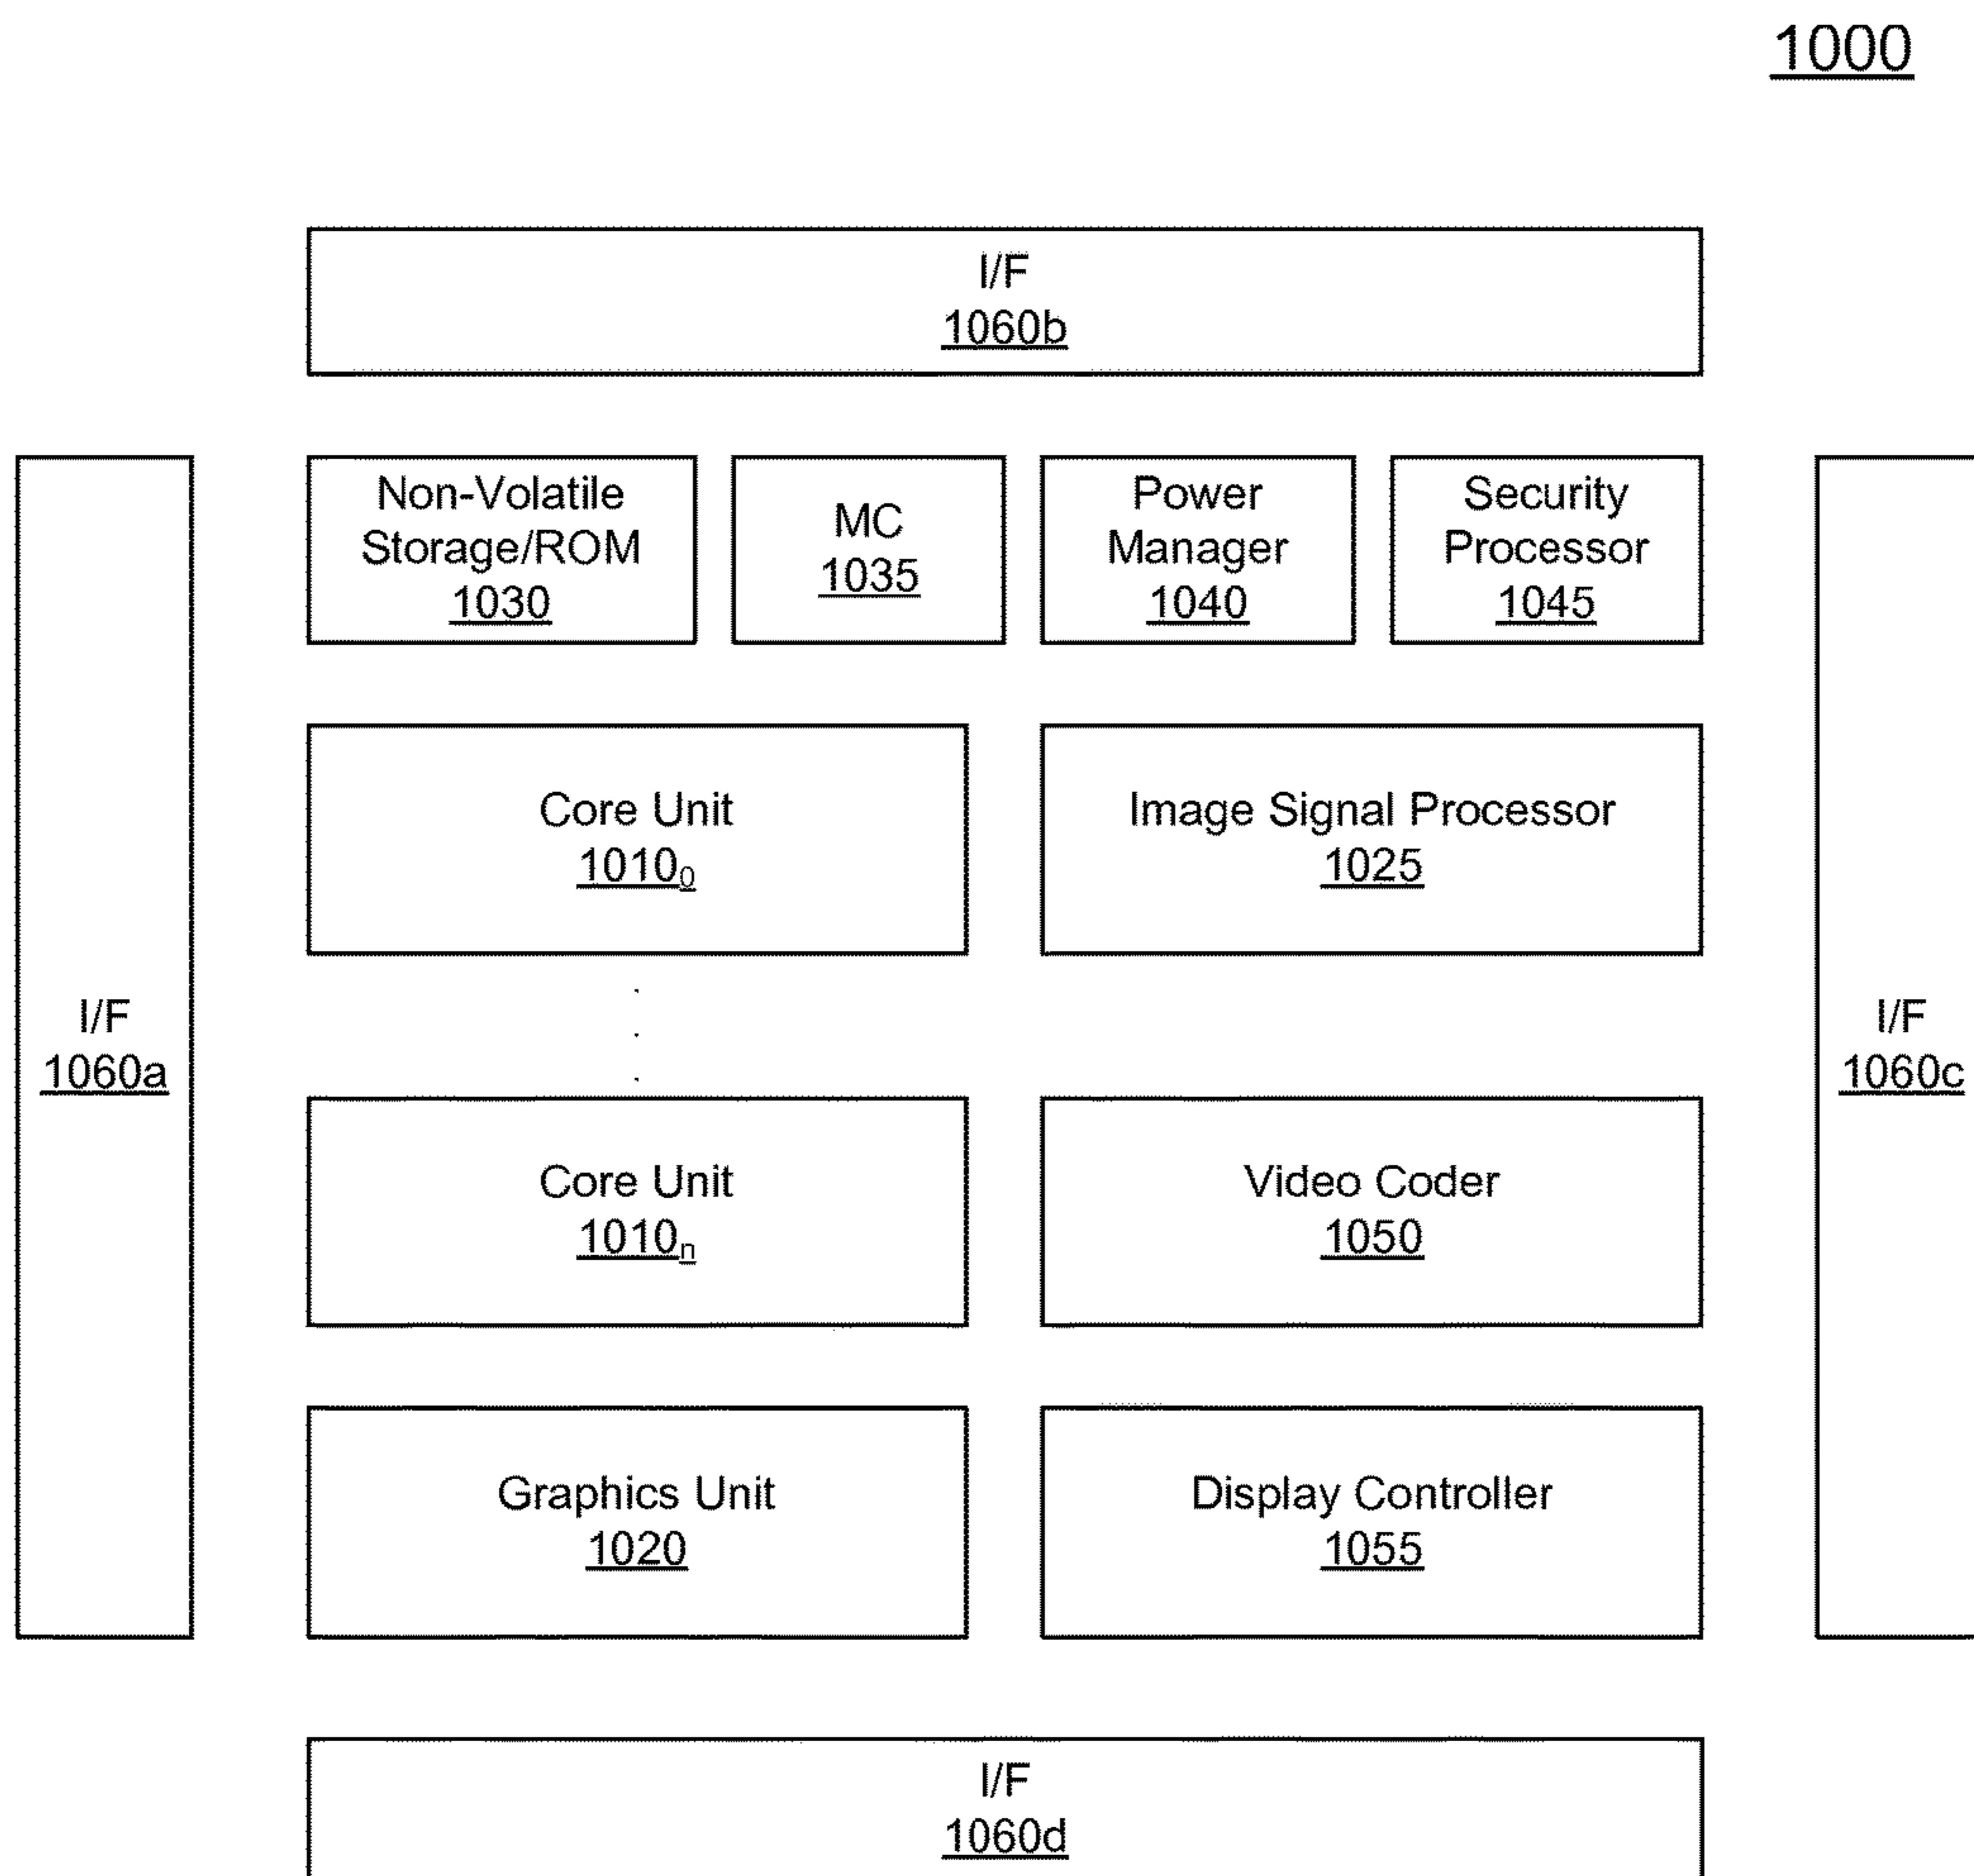 1000
I/F
1060b
Non-Volatile
Storage/ROM
1030
MC
1035
Power
Manager
1040
Security
Processor
1045
Core Unit
1010₀
Image Signal Processor
1025
I/F
1060a
I/F
1060c
Core Unit
1010ₙ
Video Coder
1050
Graphics Unit
1020
Display Controller
1055
I/F
1060d